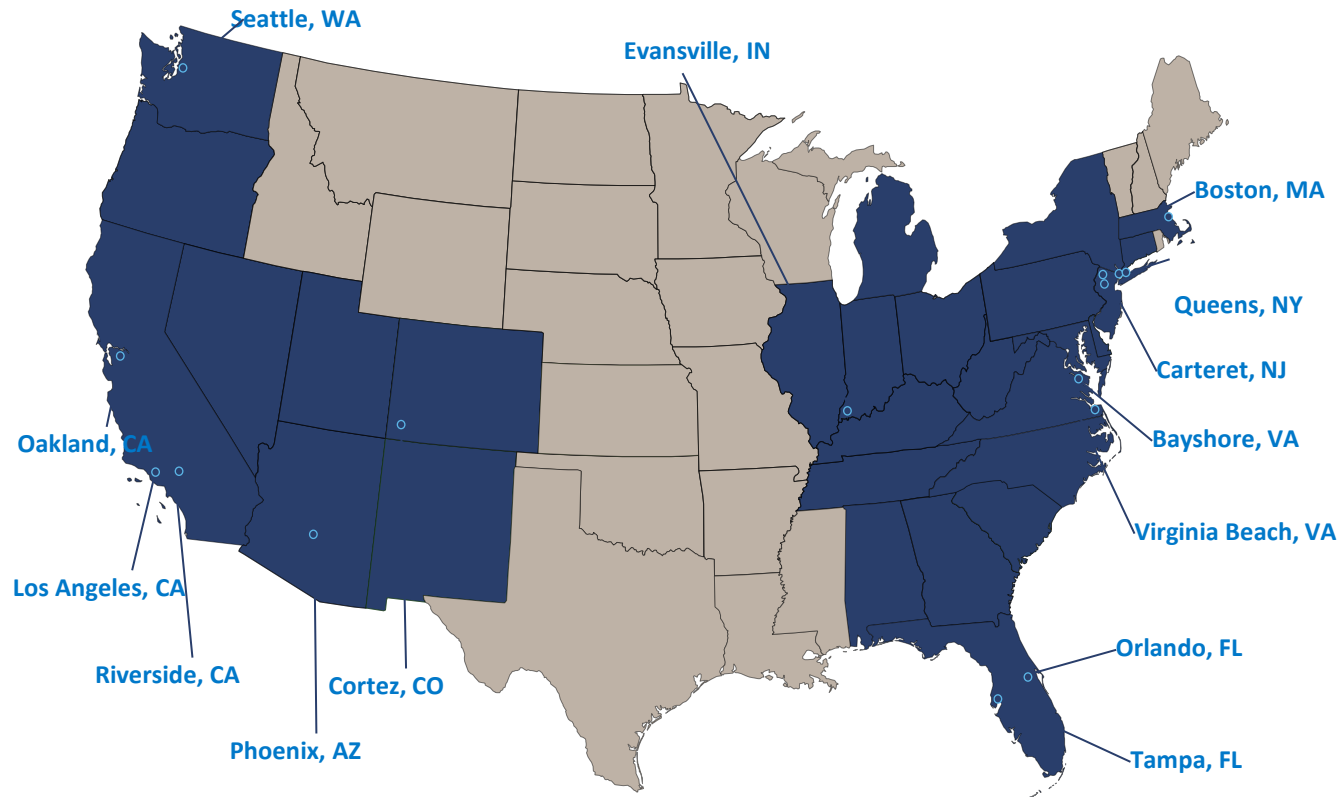 Seattle, WA
Evansville, IN
Boston, MA
Queens, NY
Carteret, NJ
Oakland, CA
Bayshore, VA
Virginia Beach, VA
Los Angeles, CA
Orlando, FL
Riverside, CA
Cortez, CO
Phoenix, AZ
Tampa, FL